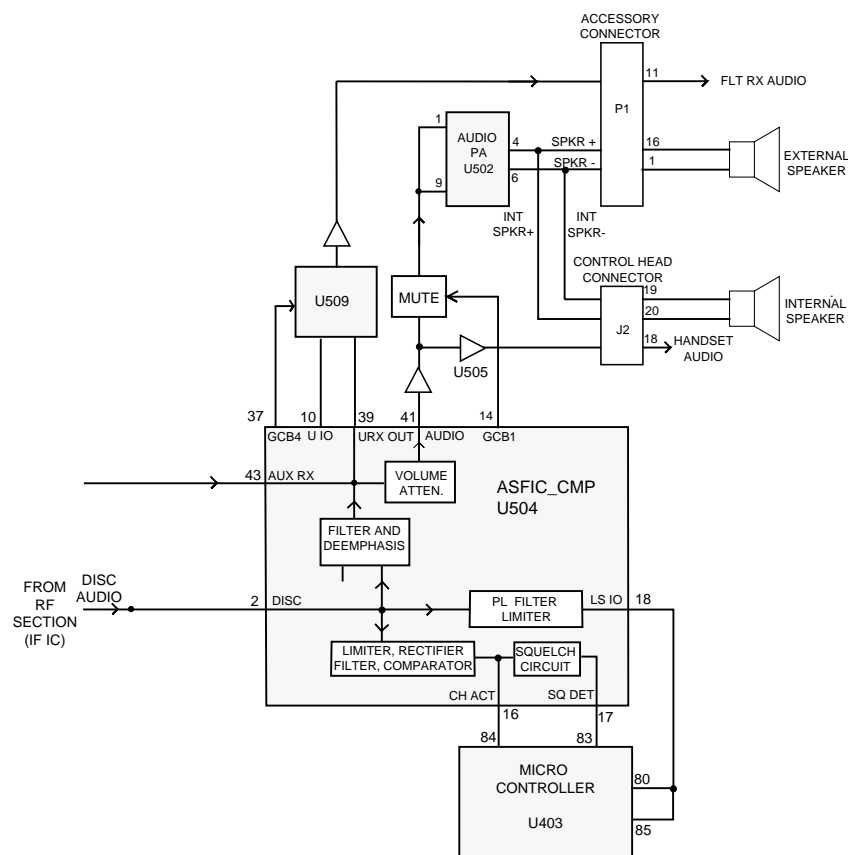 ACCESSORY
CONNECTOR
11
FLT RX AUDIO
P1
1
AUDIO
PA
U502
4
SPKR +
16
EXTERNAL
SPEAKER
9
6
SPKR -
1
INT
SPKR+
INT
SPKR-
CONTROL HEAD
CONNECTOR
U509
MUTE
19
INTERNAL
SPEAKER
20
J2
18
HANDSET
AUDIO
U505
37
10
39
41
14
GCB4
U IO
URX OUT
AUDIO
GCB1
43
AUX RX
VOLUME
ATTEN.
ASFIC_CMP
U504
FILTER AND
DEEMPHASIS
FROM
RF
SECTION
(IF IC)
DISC
AUDIO
2
DISC
PL FILTER
LIMITER
LS IO
18
LIMITER, RECTIFIER
FILTER, COMPARATOR
SQUELCH
CIRCUIT
CH ACT
SQ DET
16
17
84
83
MICRO
CONTROLLER
U403
80
85